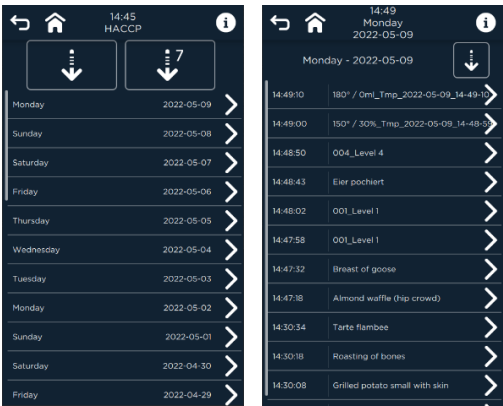 14:45
HACCP
i
7
Monday 2022-05-09
Sunday 2022-05-08
Saturday 2022-05-07
Friday 2022-05-06
Thursday 2022-05-05
Wednesday 2022-05-04
Tuesday 2022-05-03
Monday 2022-05-02
Sunday 2022-05-01
Saturday 2022-04-30
Friday 2022-04-29
14:49
Monday
2022-05-09
i
Monday - 2022-05-09
14:49:10 180° / 0ml_Tmp_2022-05-09_14-49-10
14:49:00 150° / 30%_Tmp_2022-05-09_14-48-59
14:48:50 004_Level 4
14:48:43 Eier pochiert
14:48:02 001_Level 1
14:47:58 001_Level 1
14:47:32 Breast of goose
14:47:18 Almond waffle (hip crowd)
14:30:34 Tarte flambee
14:30:18 Roasting of bones
14:30:08 Grilled potato small with skin